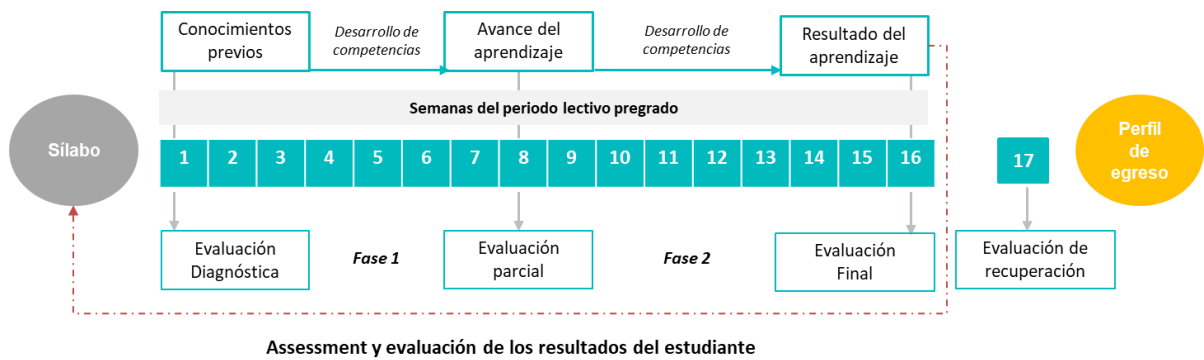 Conocimientos
previos
Desarrollo de
competencias
Avance del
aprendizaje
Desarrollo de
competencias
Resultado del
aprendizaje
Semanas del periodo lectivo pregrado
Sílabo
1 2 3 4 5 6 7 8 9 10 11 12 13 14 15 16
17
Perfil
de
egreso
Evaluación
Diagnóstica
Fase 1
Evaluación
parcial
Fase 2
Evaluación
Final
Evaluación de
recuperación
Assessment y evaluación de los resultados del estudiante